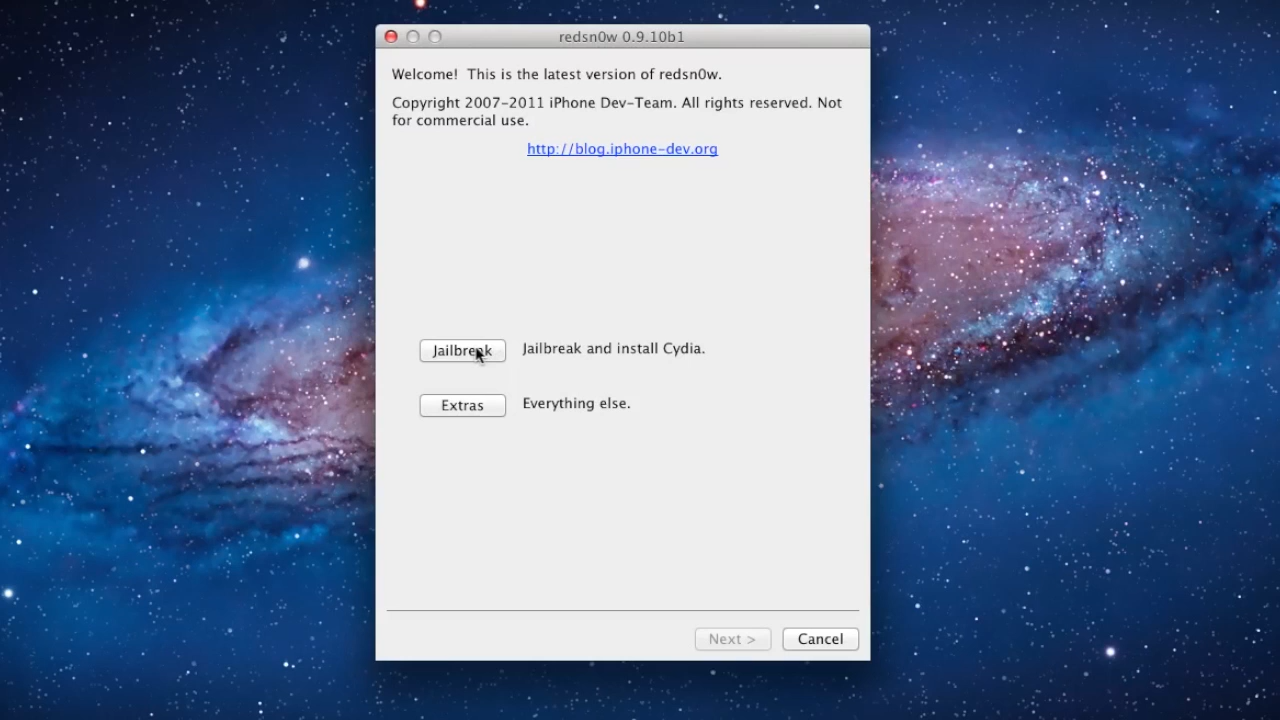 redsn0w 0.9.10b1
Welcome!  This is the latest version of redsn0w.
Copyright 2007-2011 iPhone Dev-Team. All rights reserved. Not
for commercial use.
http://blog.iphone-dev.org
Jailbreak Jailbreak and install Cydia.
Extras Everything else.
Next > Cancel